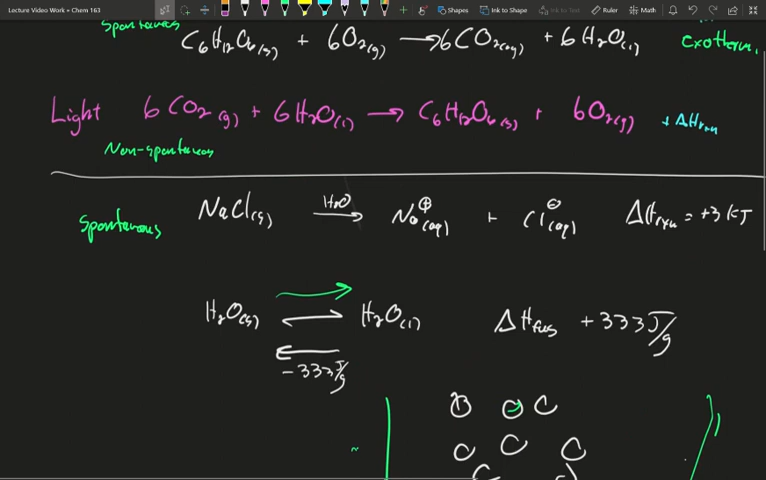 Lecture Video Work • Chem 163
Shapes Ink to Shape Ink to Text Ruler Math
Spontaneous
C6H12O6(s) + 6O2(g) → 6CO2(g) + 6H2O(l) Exotherm.
Light 6CO2(g) + 6H2O(l) → C6H12O6(s) + 6O2(g) + ΔHrxn
Non-spontaneous
Spontaneous NaCl(s) H2O → Na⊕(aq) + Cl⊖(aq) ΔHrxn = +3 kJ
H2O(s) ⇌ H2O(l) ΔHfus +333 J/g
-333 J/g